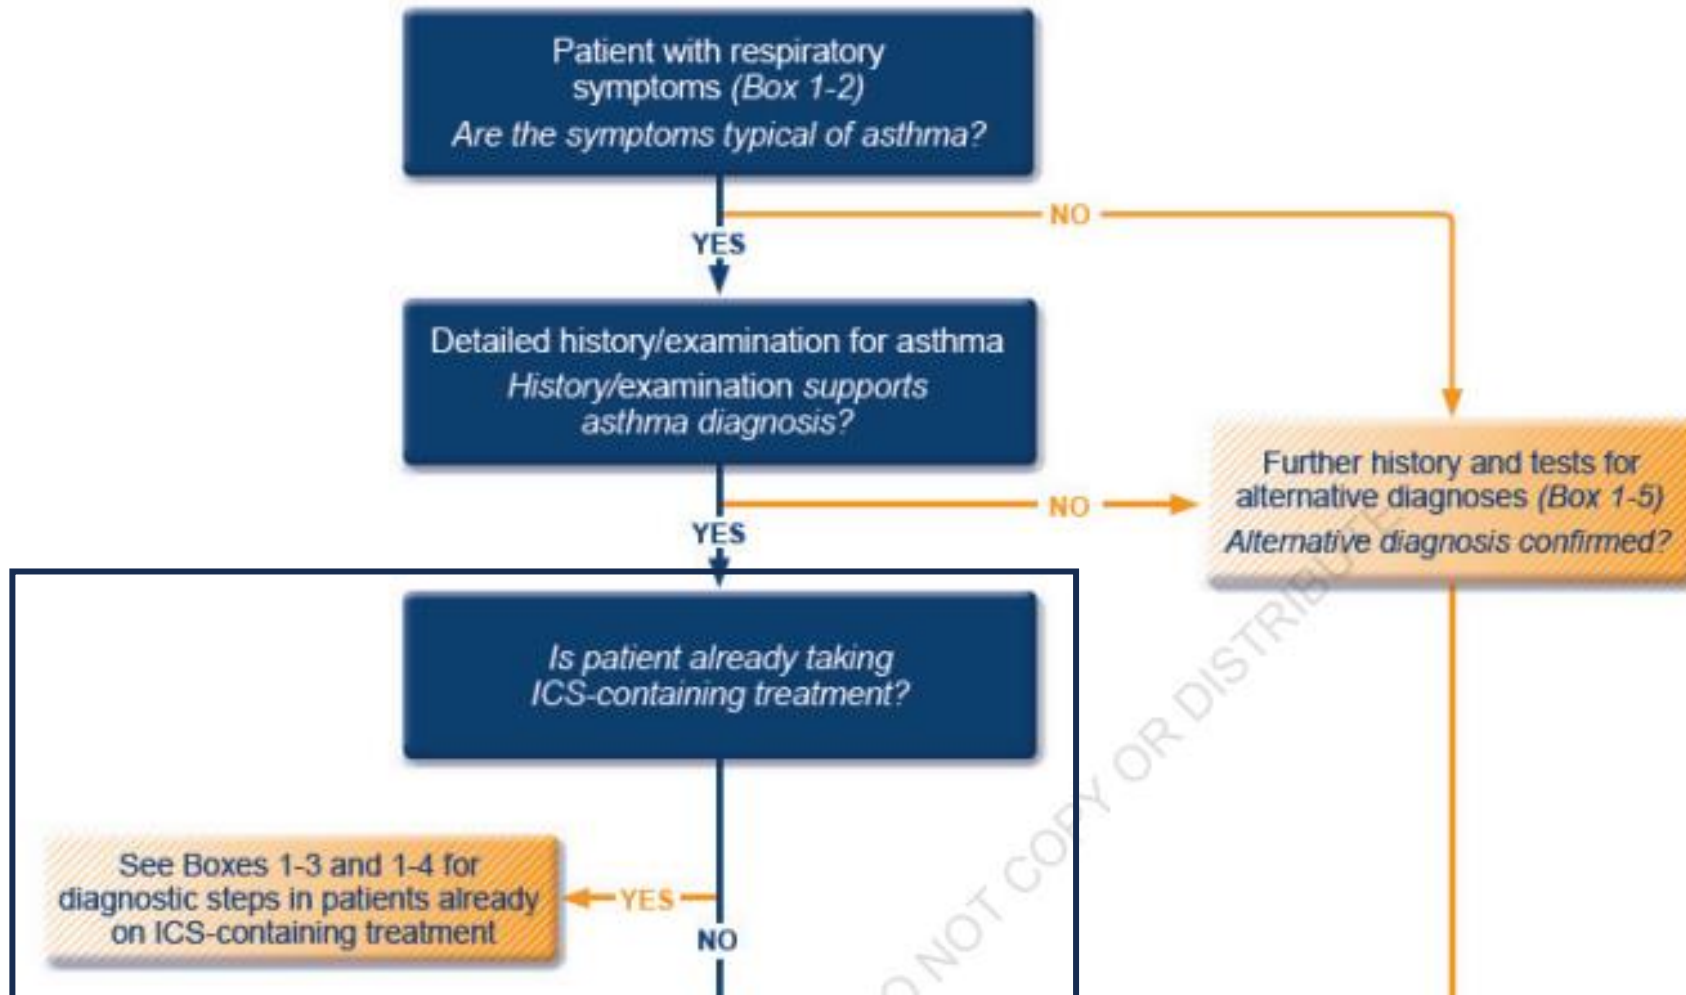 Patient with respiratory
symptoms (Box 1-2)
Are the symptoms typical of asthma?
NO
YES
Detailed history/examination for asthma
History/examination supports
asthma diagnosis?
NO
YES
Further history and tests for
alternative diagnoses (Box 1-5)
Alternative diagnosis confirmed?
Is patient already taking
ICS-containing treatment?
See Boxes 1-3 and 1-4 for
diagnostic steps in patients already
on ICS-containing treatment
YES
NO
NOT COPY OR DISTRIBUTE